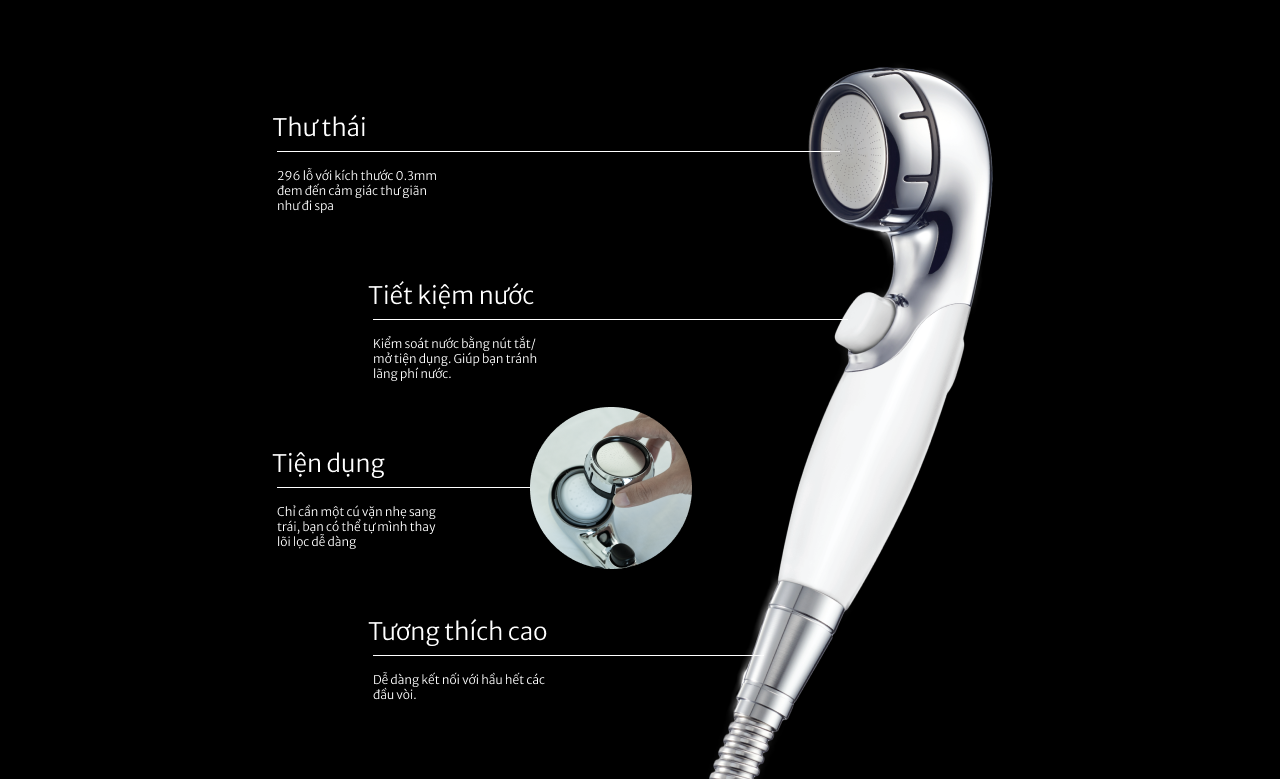 Thư thái
296 lỗ với kích thước 0.3mm
đem đến cảm giác thư giãn
như đi spa
Tiết kiệm nước
Kiểm soát nước bằng nút tắt/
mở tiện dụng. Giúp bạn tránh
lãng phí nước.
Tiện dụng
Chỉ cần một cú vặn nhẹ sang
trái, bạn có thể tự mình thay
lõi lọc dễ dàng
Tương thích cao
Dễ dàng kết nối với hầu hết các
đầu vòi.